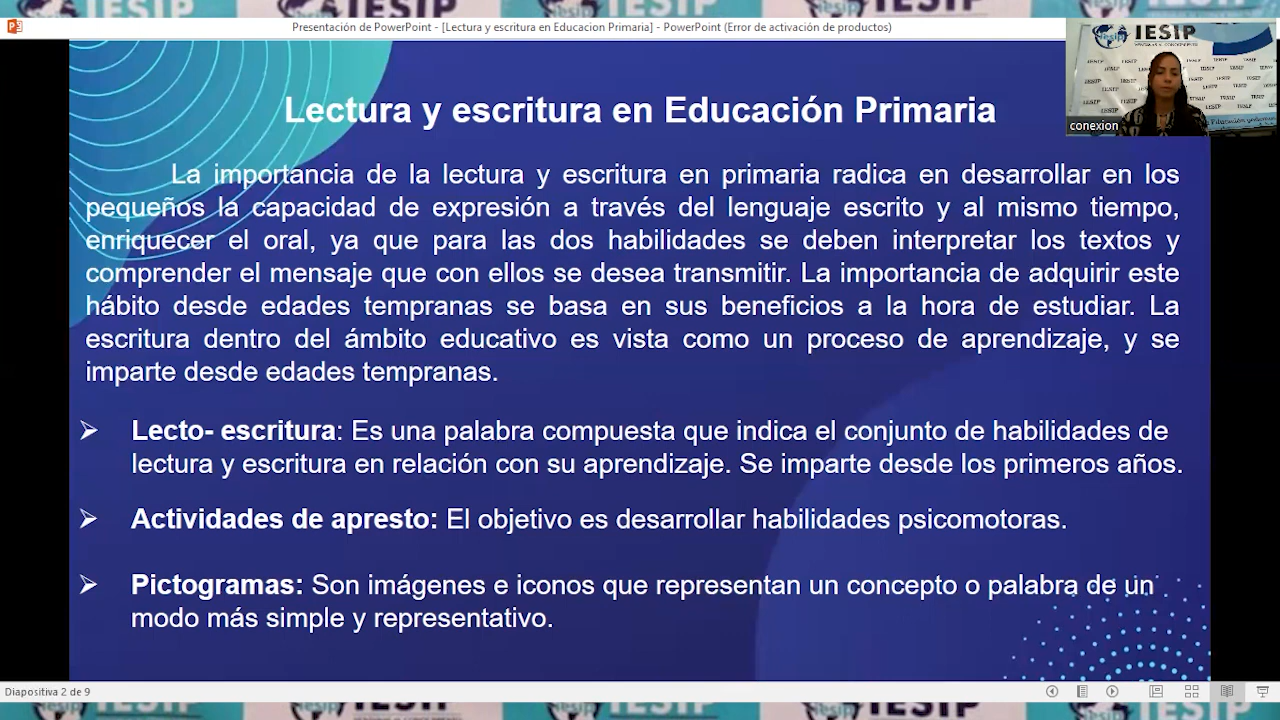 IESIP
Presentación de PowerPoint - [Lectura y escritura en Educacion Primaria] - PowerPoint (Error de activación de productos)
IESIP
conexion
Lectura y escritura en Educación Primaria
La importancia de la lectura y escritura en primaria radica en desarrollar en los
pequeños la capacidad de expresión a través del lenguaje escrito y al mismo tiempo,
enriquecer el oral, ya que para las dos habilidades se deben interpretar los textos y
comprender el mensaje que con ellos se desea transmitir. La importancia de adquirir este
hábito desde edades tempranas se basa en sus beneficios a la hora de estudiar. La
escritura dentro del ámbito educativo es vista como un proceso de aprendizaje, y se
imparte desde edades tempranas.
Lecto- escritura: Es una palabra compuesta que indica el conjunto de habilidades de
lectura y escritura en relación con su aprendizaje. Se imparte desde los primeros años.
Actividades de apresto: El objetivo es desarrollar habilidades psicomotoras.
Pictogramas: Son imágenes e iconos que representan un concepto o palabra de un
modo más simple y representativo.
Diapositiva 2 de 9